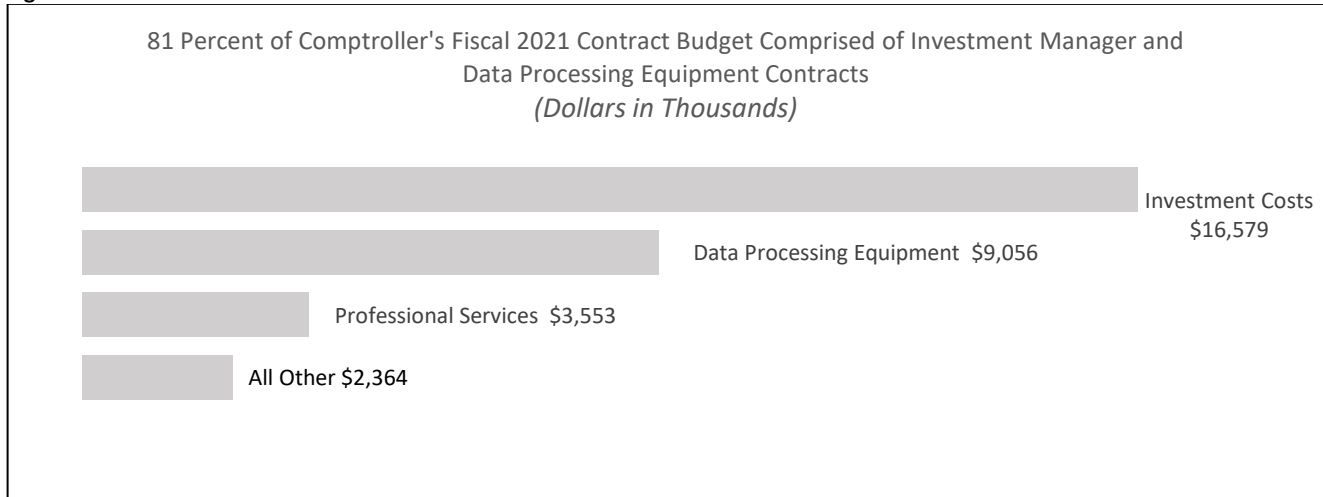 81 Percent of Comptroller's Fiscal 2021 Contract Budget Comprised of Investment Manager and
Data Processing Equipment Contracts
(Dollars in Thousands)
Investment Costs
$16,579
Data Processing Equipment $9,056
Professional Services $3,553
All Other $2,364